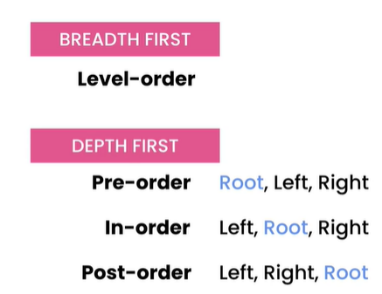 BREADTH FIRST
Level-order
DEPTH FIRST
Pre-order Root, Left, Right
In-order Left, Root, Right
Post-order Left, Right, Root